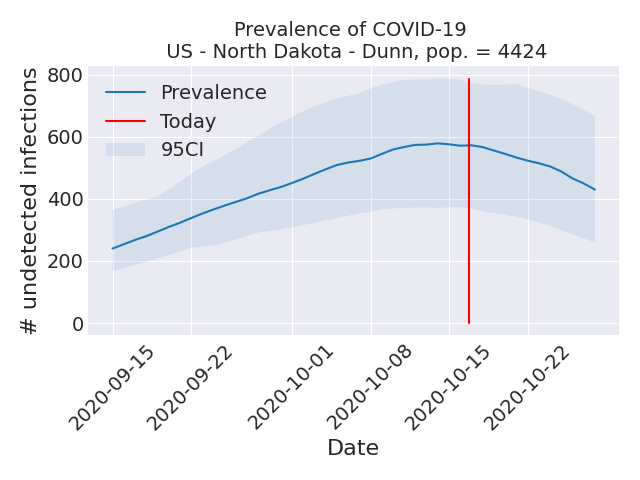 Prevalence of COVID-19
US - North Dakota - Dunn, pop. = 4424
# undetected infections
800
600
400
200
0
Prevalence
Today
95CI
2020-09-15
2020-09-22
2020-10-01
2020-10-08
2020-10-15
2020-10-22
Date